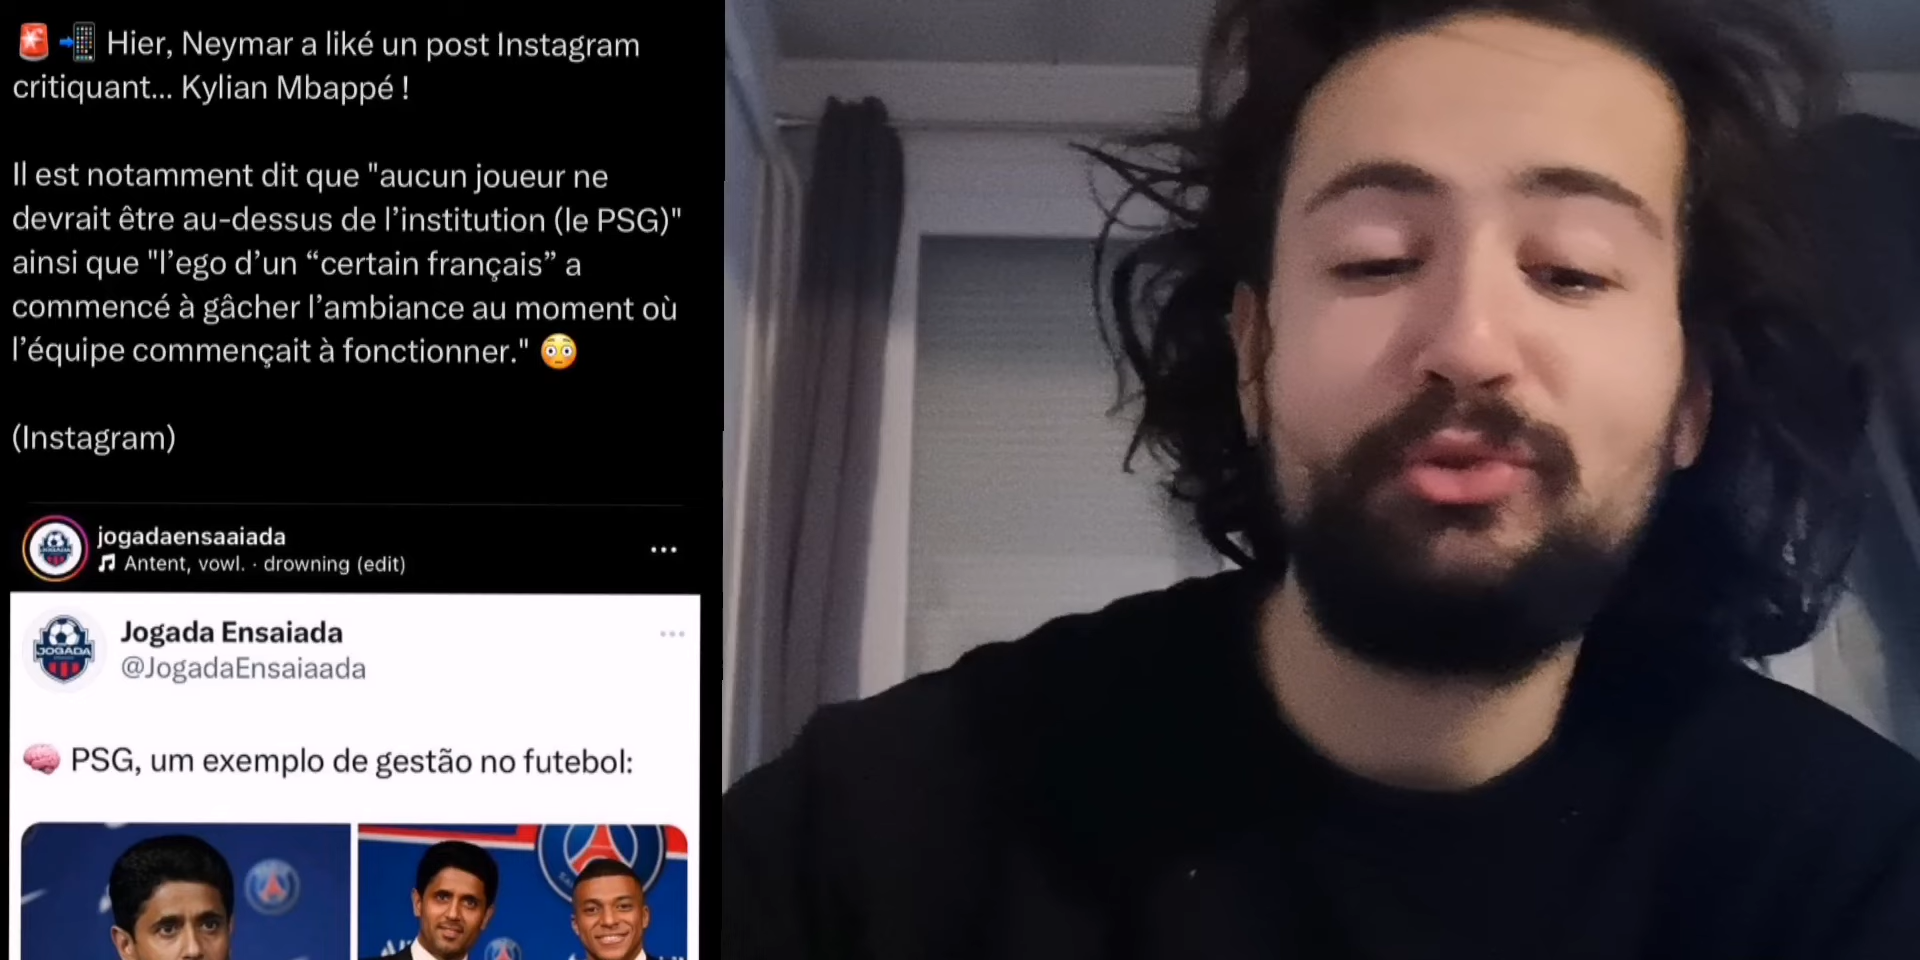 🚨📲 Hier, Neymar a liké un post Instagram
critiquant... Kylian Mbappé !
Il est notamment dit que "aucun joueur ne
devrait être au-dessus de l’institution (le PSG)"
ainsi que "l’ego d’un “certain français” a
commencé à gâcher l’ambiance au moment où
l’équipe commençait à fonctionner." 😳
(Instagram)
jogadaensaaiada
Antent, vowl. · drowning (edit)
Jogada Ensaiada
@JogadaEnsaiaada
JOGADA
🧠 PSG, um exemplo de gestão no futebol: